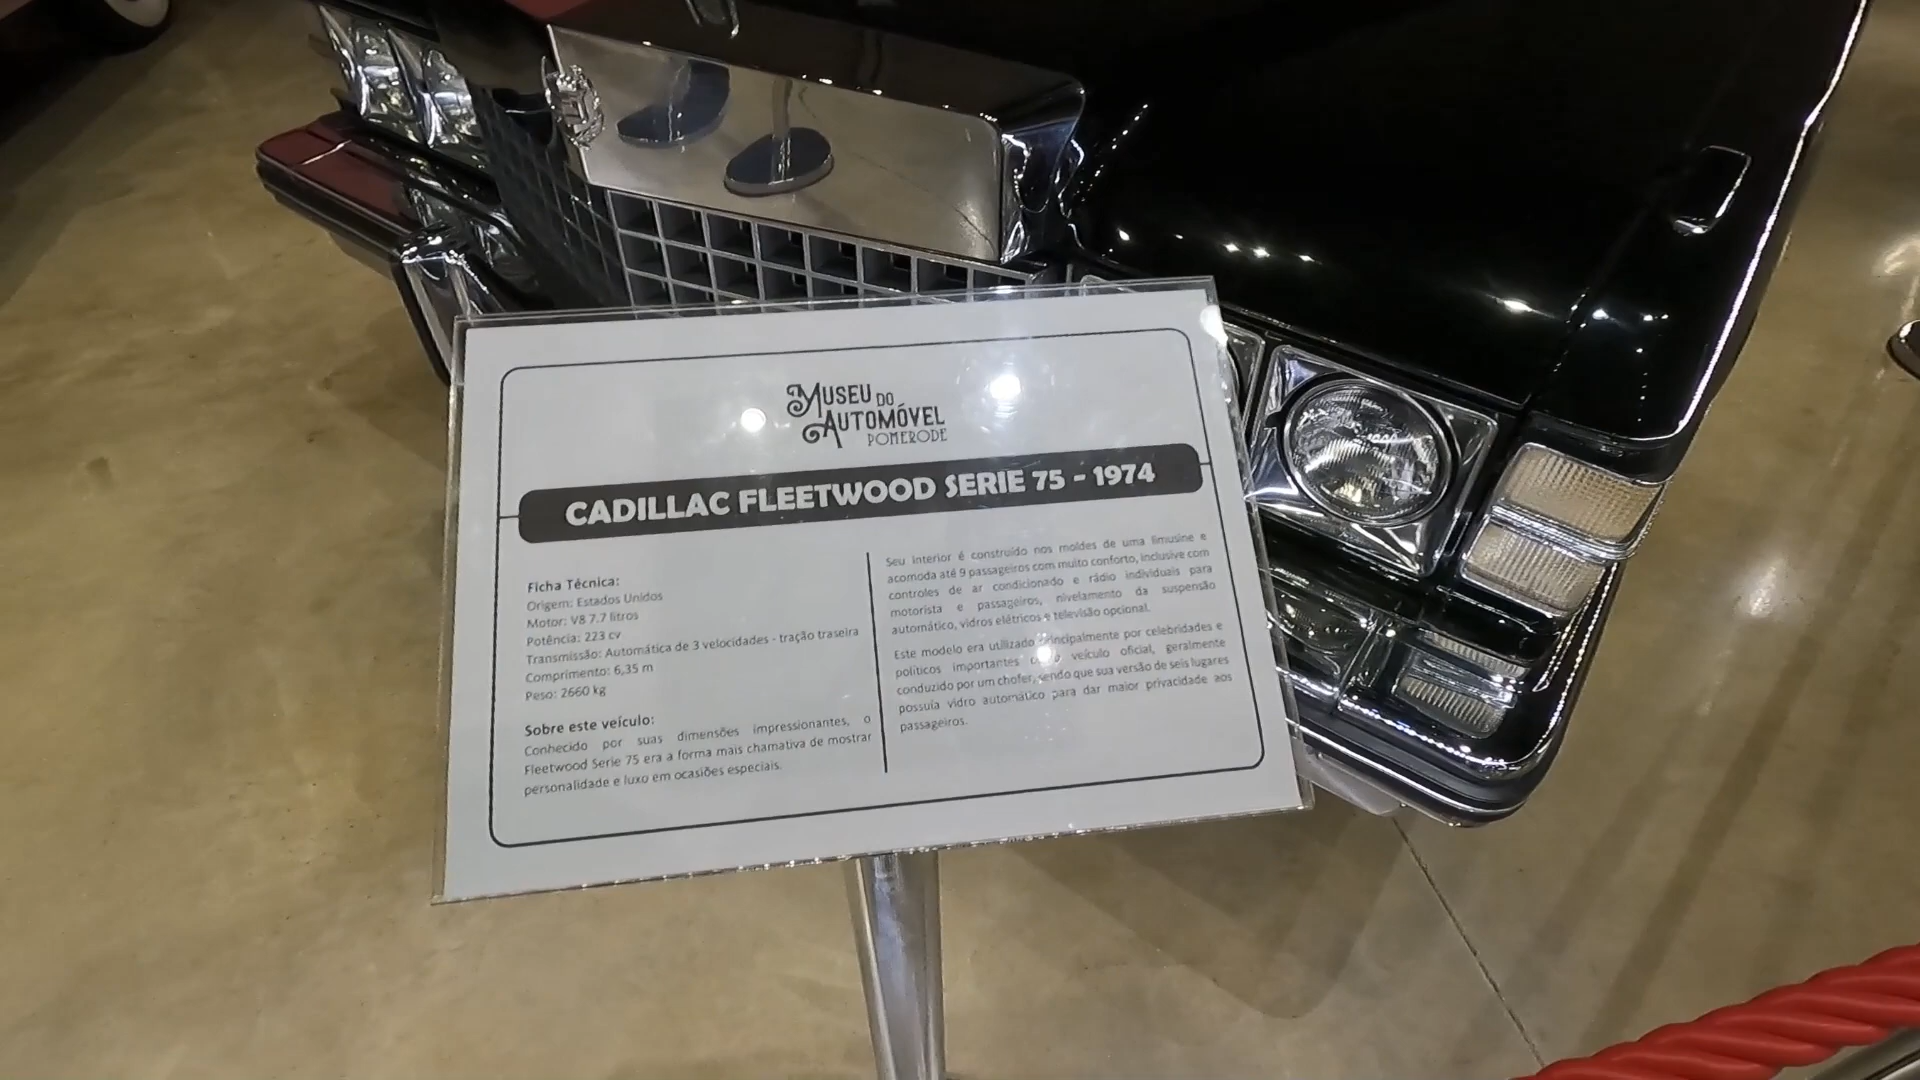 MUSEU DO
AUTOMÓVEL
POMERODE
CADILLAC FLEETWOOD SERIE 75 - 1974
Ficha Técnica:
Origem: Estados Unidos
Motor: V8 7.7 litros
Potência: 223 cv
Transmissão: Automática de 3 velocidades - tração traseira
Comprimento: 6,35 m
Peso: 2660 kg
Sobre este veículo:
Conhecido por suas dimensões impressionantes, o
Fleetwood Serie 75 era a forma mais chamativa de mostrar
personalidade e luxo em ocasiões especiais.
Seu interior é construído nos moldes de uma limusine e
acomoda até 9 passageiros com muito conforto, inclusive com
controles de ar condicionado e rádio individuais para
motorista e passageiros, nivelamento da suspensão
automático, vidros elétricos e televisão opcional.
Este modelo era utilizado principalmente por celebridades e
políticos importantes como veículo oficial, geralmente
conduzido por um chofer, sendo que sua versão de seis lugares
possuía vidro automático para dar maior privacidade aos
passageiros.